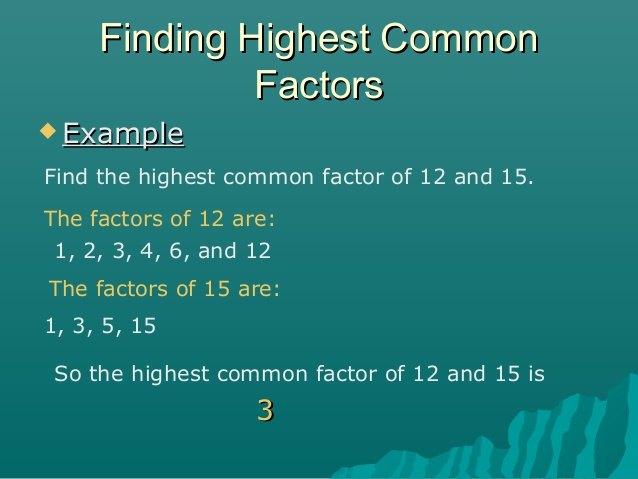 Finding Highest Common
Factors
Example
Find the highest common factor of 12 and 15.
The factors of 12 are:
1, 2, 3, 4, 6, and 12
The factors of 15 are:
1, 3, 5, 15
So the highest common factor of 12 and 15 is
3